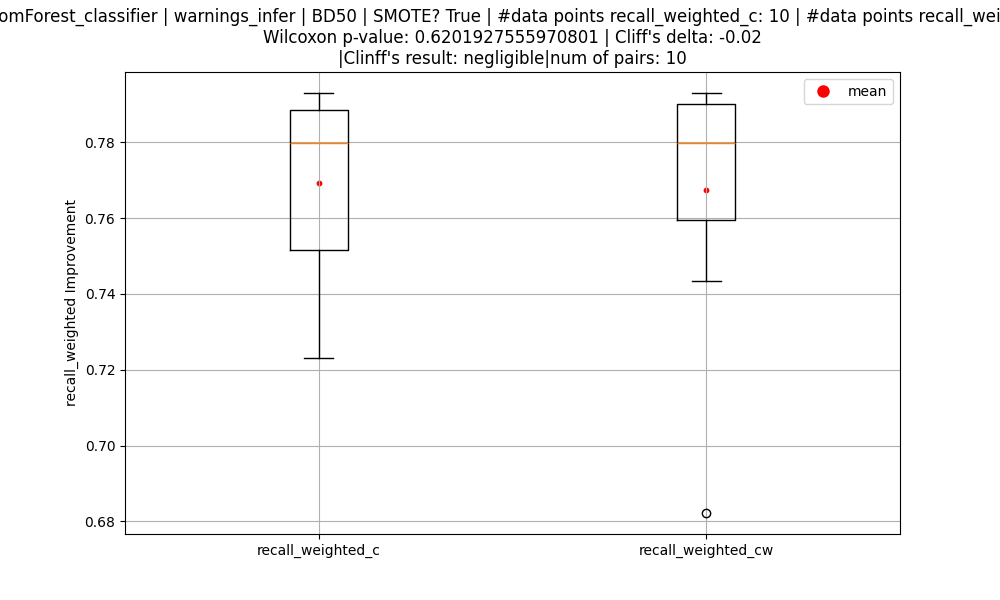 omForest_classifier | warnings_infer | BD50 | SMOTE? True | #data points recall_weighted_c: 10 | #data points recall_wei
Wilcoxon p-value: 0.6201927555970801 | Cliff's delta: -0.02
|Clinff's result: negligible|num of pairs: 10
mean
0.78
0.76
0.74
0.72
0.70
0.68
recall_weighted Improvement
recall_weighted_c
recall_weighted_cw